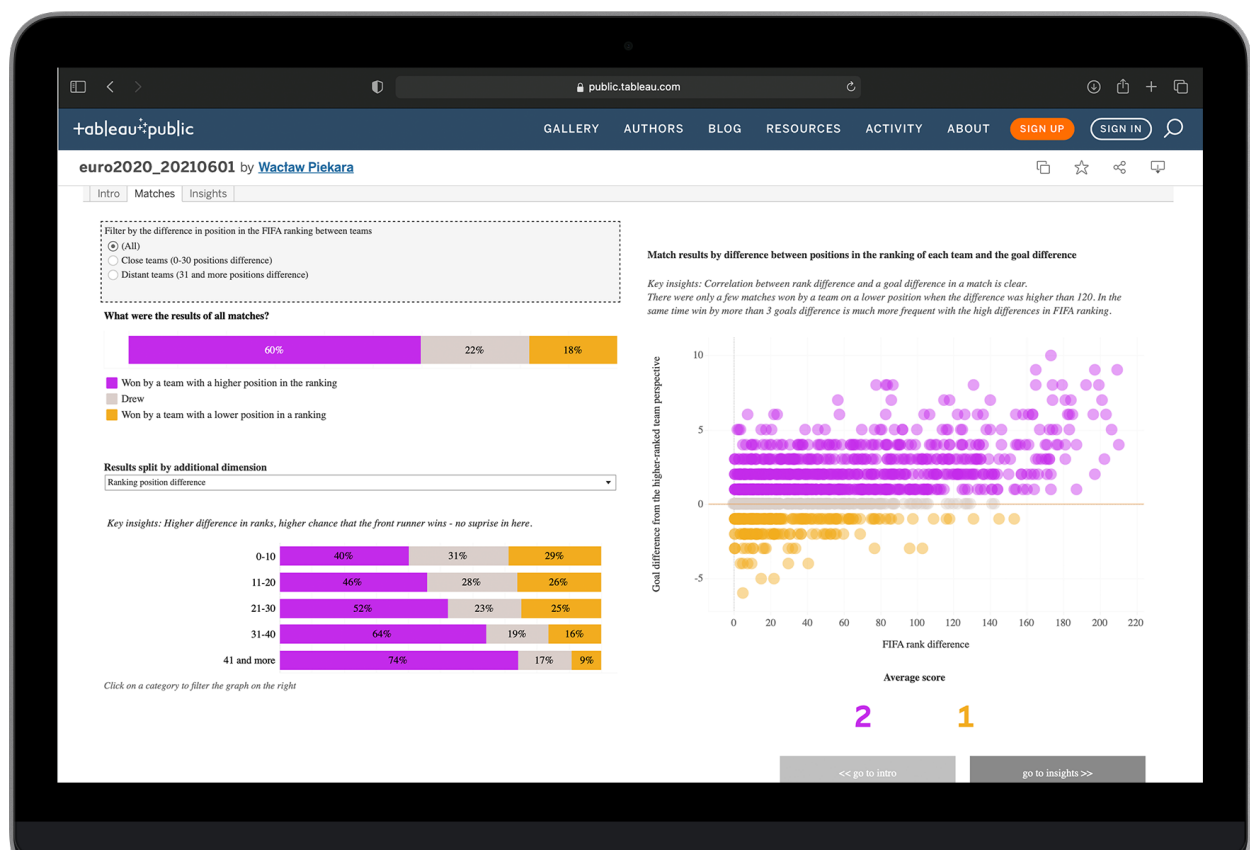 public.tableau.com
+ableau public
GALLERY AUTHORS BLOG RESOURCES ACTIVITY ABOUT SIGN UP SIGN IN
euro2020_20210601 by Wacław Piekara
Intro Matches Insights
Filter by the difference in position in the FIFA ranking between teams
(All)
Close teams (0-30 positions difference)
Distant teams (31 and more positions difference)
What were the results of all matches?
60% 22% 18%
Won by a team with a higher position in the ranking
Drew
Won by a team with a lower position in a ranking
Results split by additional dimension
Ranking position difference
Key insights: Higher difference in ranks, higher chance that the front runner wins - no suprise in here.
0-10 40% 31% 29%
11-20 46% 28% 26%
21-30 52% 23% 25%
31-40 64% 19% 16%
41 and more 74% 17% 9%
Click on a category to filter the graph on the right
Match results by difference between positions in the ranking of each team and the goal difference
Key insights: Correlation between rank difference and a goal difference in a match is clear.
There were only a few matches won by a team on a lower position when the difference was higher than 120. In the
same time win by more than 3 goals difference is much more frequent with the high differences in FIFA ranking.
Goal difference from the higher-ranked team perspective
10
5
0
-5
0 20 40 60 80 100 120 140 160 180 200 220
FIFA rank difference
Average score
2 1
<< go to intro go to insights >>